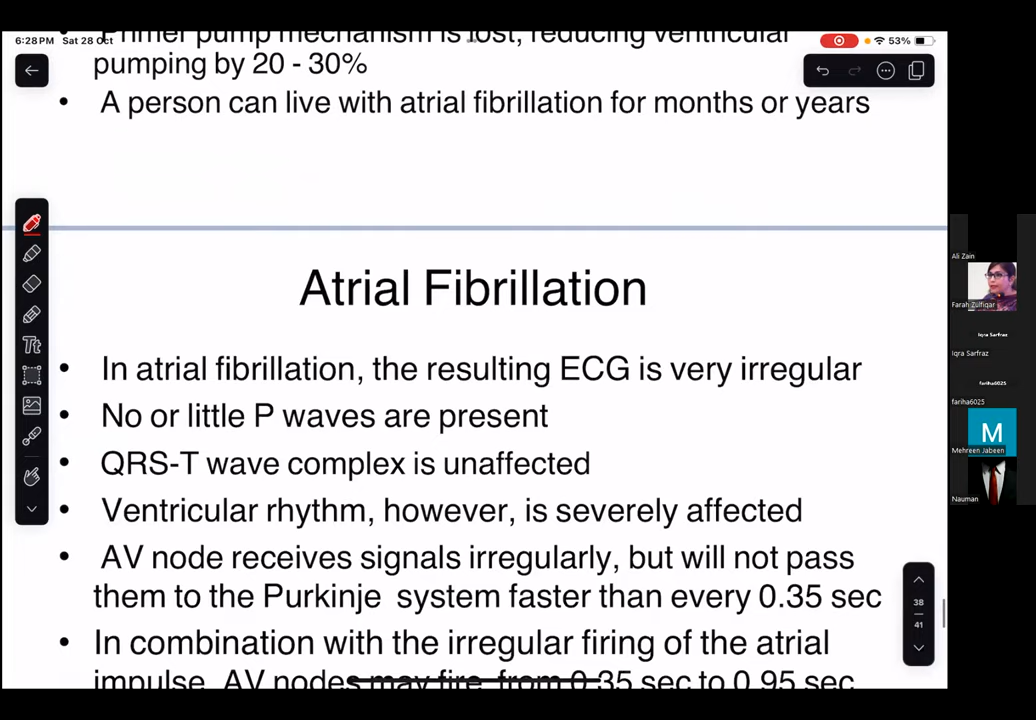 6:28 PM Sat 28 Oct
53%
Primer pump mechanism is lost, reducing ventricular
pumping by 20 - 30%
• A person can live with atrial fibrillation for months or years
Atrial Fibrillation
• In atrial fibrillation, the resulting ECG is very irregular
• No or little P waves are present
• QRS-T wave complex is unaffected
• Ventricular rhythm, however, is severely affected
• AV node receives signals irregularly, but will not pass
them to the Purkinje system faster than every 0.35 sec
• In combination with the irregular firing of the atrial
impulse, AV nodes may fire from 0.35 sec to 0.95 sec
Tt
38
41
Ali Zain
Farah Zulfiqar
Iqra Sarfraz
Iqra Sarfraz
fariha6025
fariha6025
M
Mehreen Jabeen
Nauman